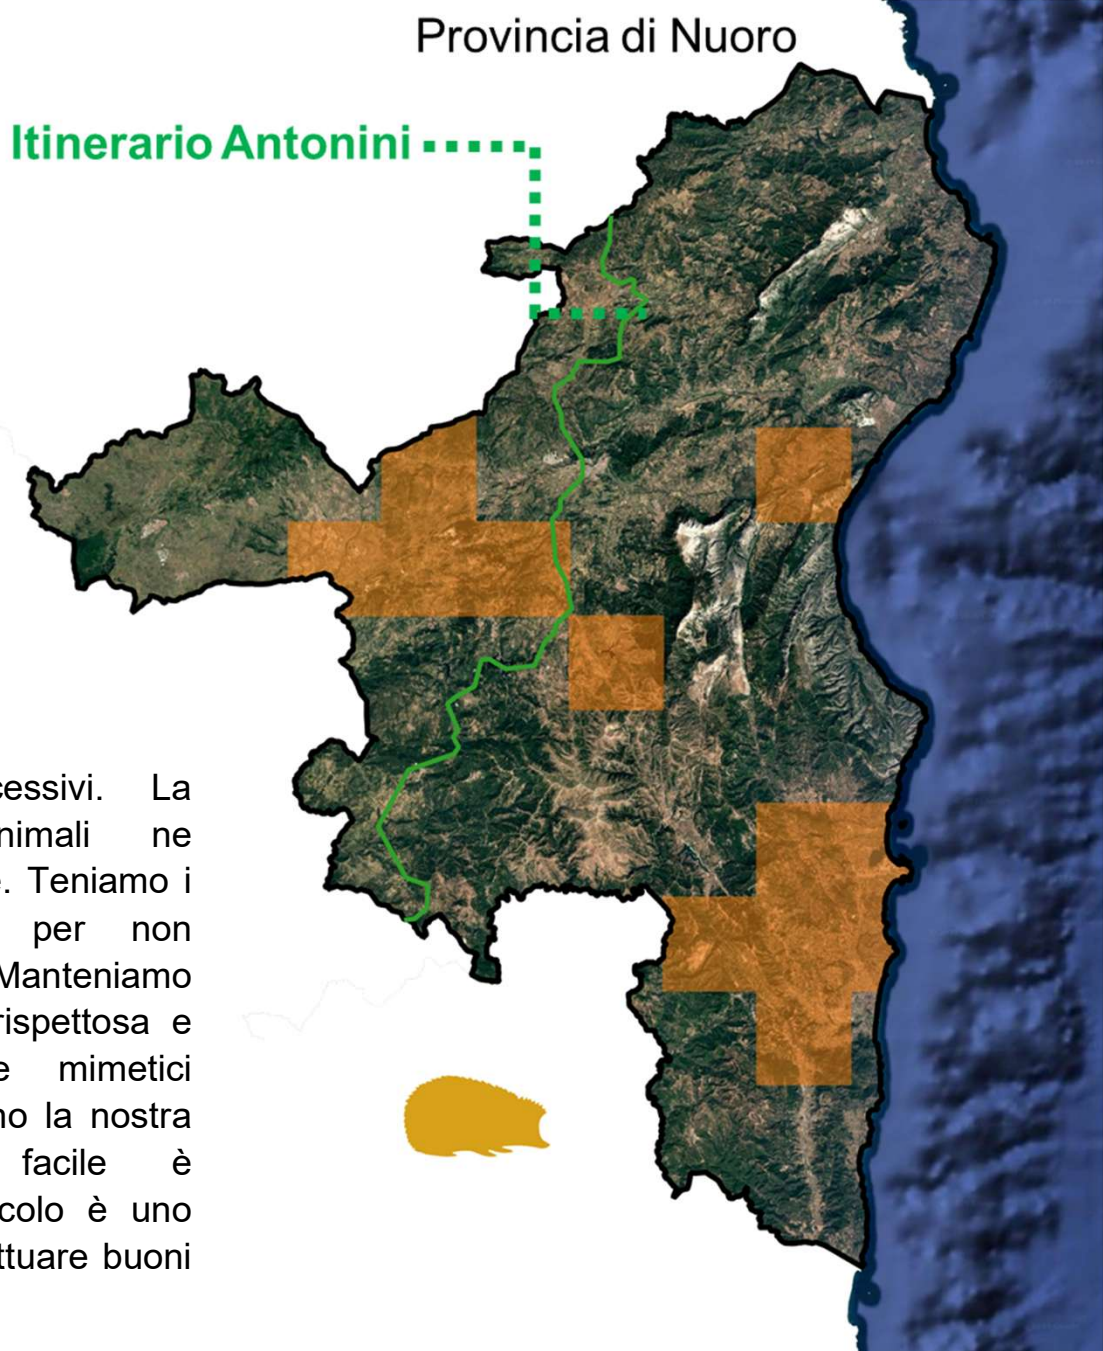 Provincia di Nuoro
Itinerario Antonini
cessivi. La
nimali ne
. Teniamo i
per non
Manteniamo
rispettosa e
e mimetici
no la nostra
facile è
colo è uno
ttuare buoni